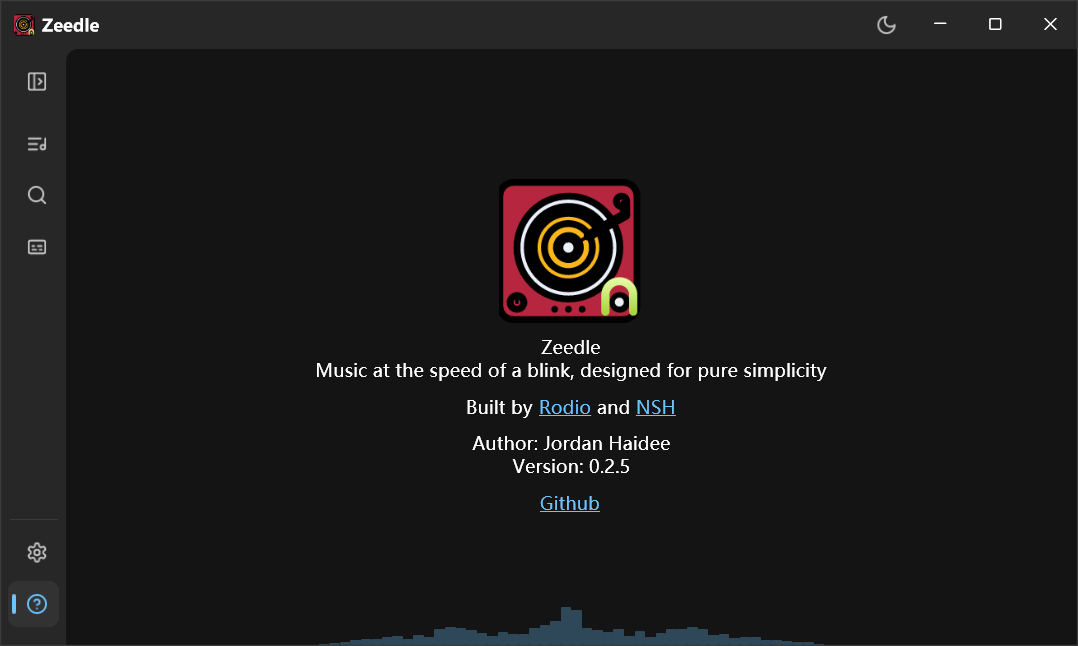 Zeedle
Zeedle
Music at the speed of a blink, designed for pure simplicity
Built by Rodio and NSH
Author: Jordan Haidee
Version: 0.2.5
Github